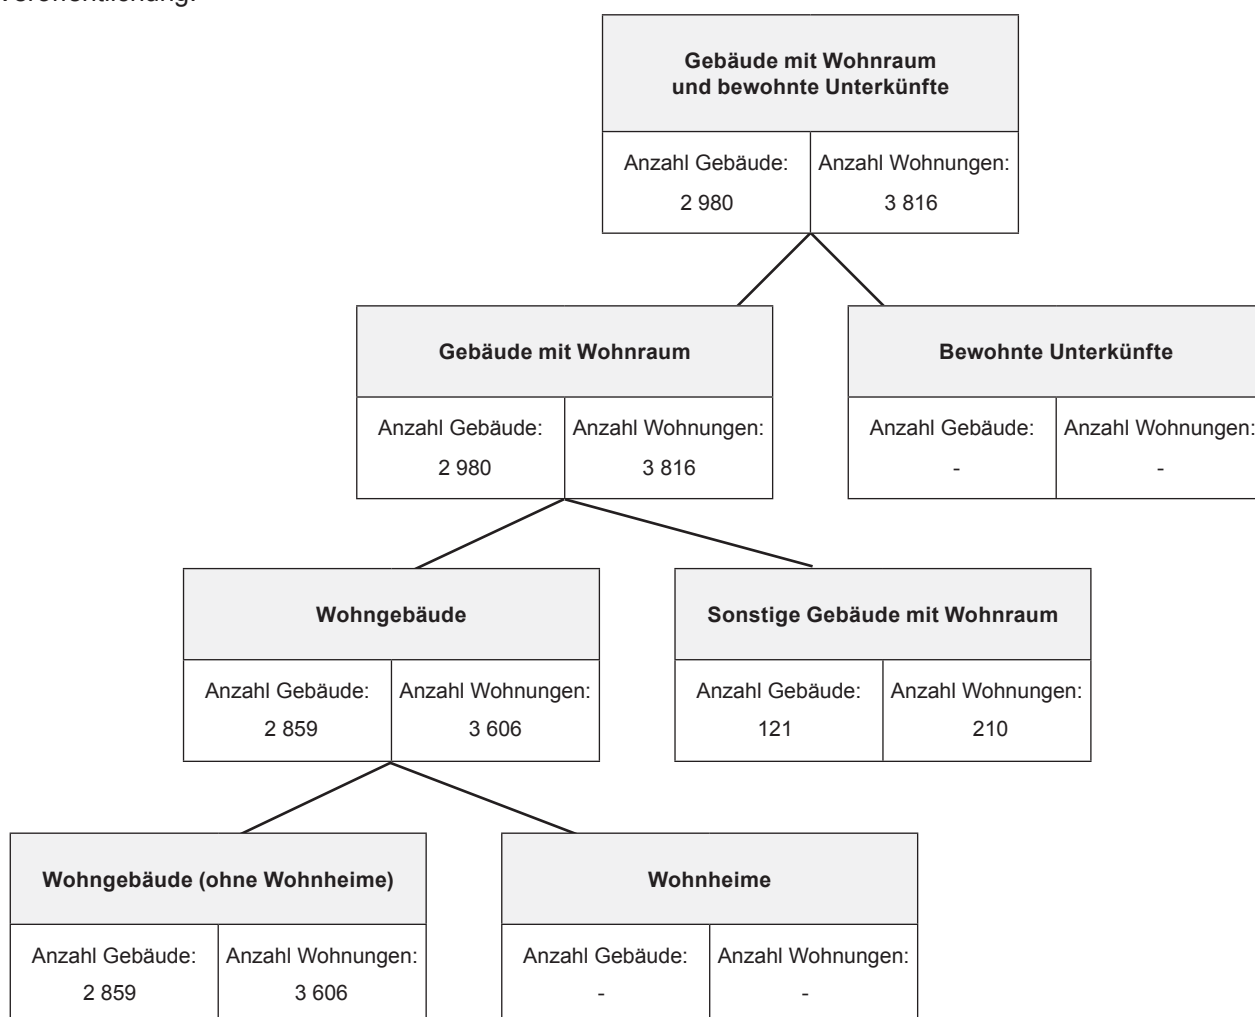 Veröffentlichung.
Gebäude mit Wohnraum
und bewohnte Unterkünfte
Anzahl Gebäude:
2 980
Anzahl Wohnungen:
3 816
Gebäude mit Wohnraum
Anzahl Gebäude:
2 980
Anzahl Wohnungen:
3 816
Bewohnte Unterkünfte
Anzahl Gebäude:
-
Anzahl Wohnungen:
-
Wohngebäude
Anzahl Gebäude:
2 859
Anzahl Wohnungen:
3 606
Sonstige Gebäude mit Wohnraum
Anzahl Gebäude:
121
Anzahl Wohnungen:
210
Wohngebäude (ohne Wohnheime)
Anzahl Gebäude:
2 859
Anzahl Wohnungen:
3 606
Wohnheime
Anzahl Gebäude:
-
Anzahl Wohnungen:
-